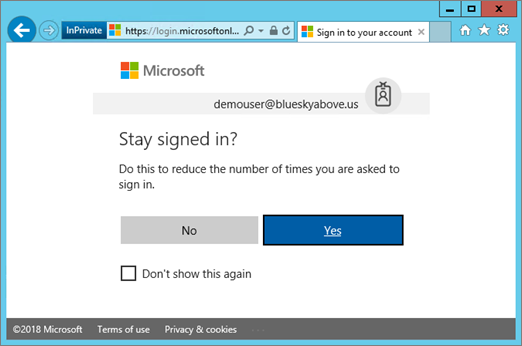 InPrivate https://login.microsoftonl... Sign in to your account
Microsoft
demouser@blueskyabove.us
Stay signed in?
Do this to reduce the number of times you are asked to
sign in.
No Yes
Don't show this again
©2018 Microsoft Terms of use Privacy & cookies ...